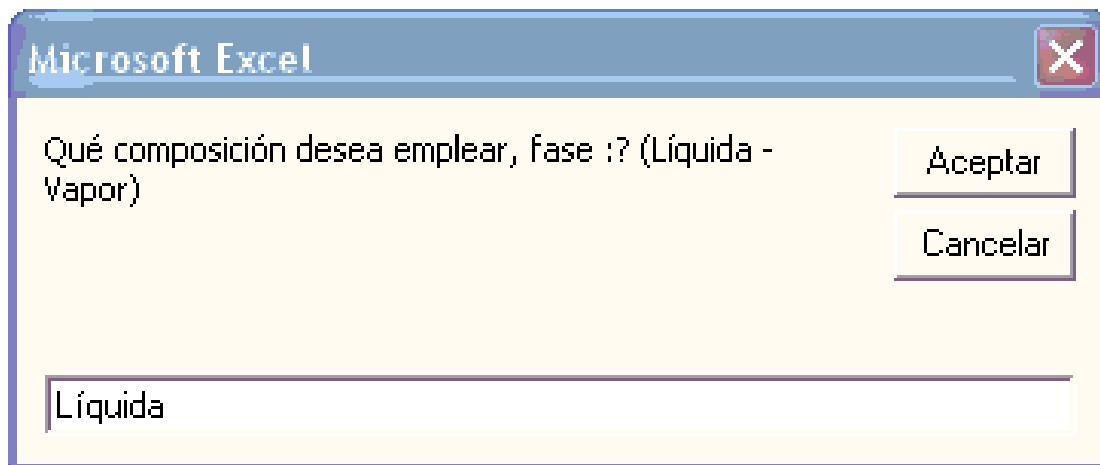 Microsoft Excel
Qué composición desea emplear, fase :? (Líquida -
Vapor)
Aceptar
Cancelar
Líquida